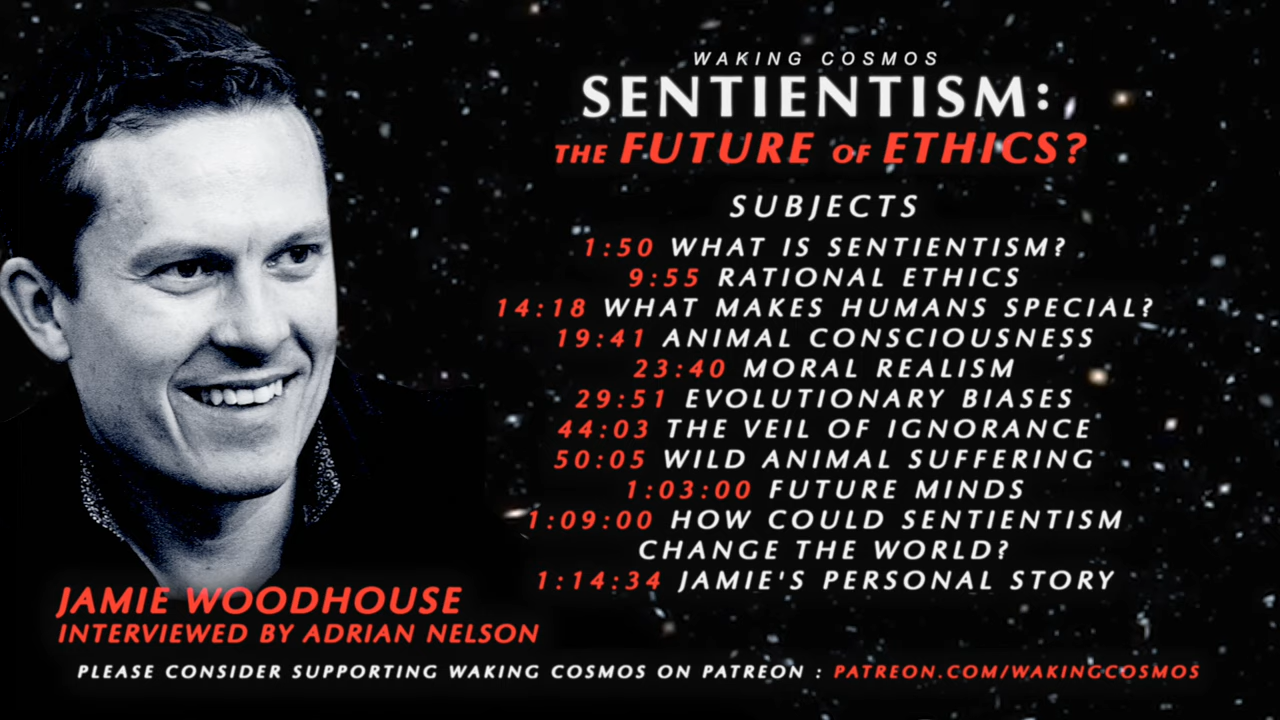 WAKING COSMOS
SENTIENTISM:
THE FUTURE OF ETHICS?
SUBJECTS
1:50 WHAT IS SENTIENTISM?
9:55 RATIONAL ETHICS
14:18 WHAT MAKES HUMANS SPECIAL?
19:41 ANIMAL CONSCIOUSNESS
23:40 MORAL REALISM
29:51 EVOLUTIONARY BIASES
44:03 THE VEIL OF IGNORANCE
50:05 WILD ANIMAL SUFFERING
1:03:00 FUTURE MINDS
1:09:00 HOW COULD SENTIENTISM
CHANGE THE WORLD?
1:14:34 JAMIE'S PERSONAL STORY
JAMIE WOODHOUSE
INTERVIEWED BY ADRIAN NELSON
PLEASE CONSIDER SUPPORTING WAKING COSMOS ON PATREON : PATREON.COM/WAKINGCOSMOS